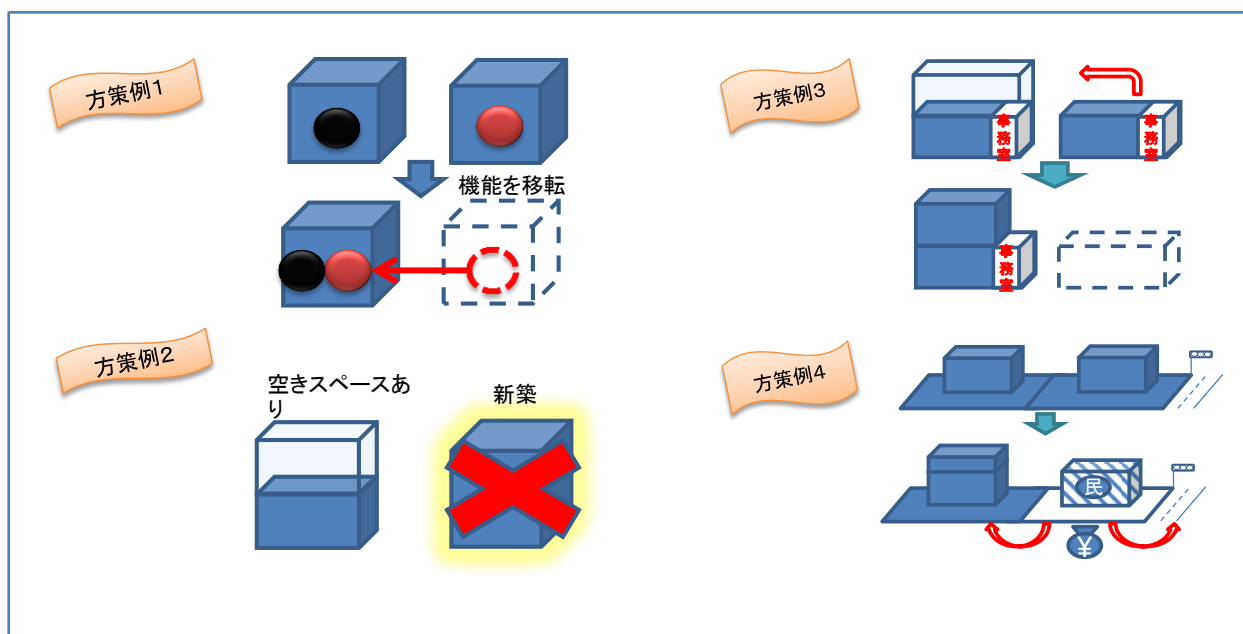 方策例１
機能を移転
方策例２
空きスペースあ
り
新築
方策例３
事務室
事務室
事務室
方策例４
民
¥